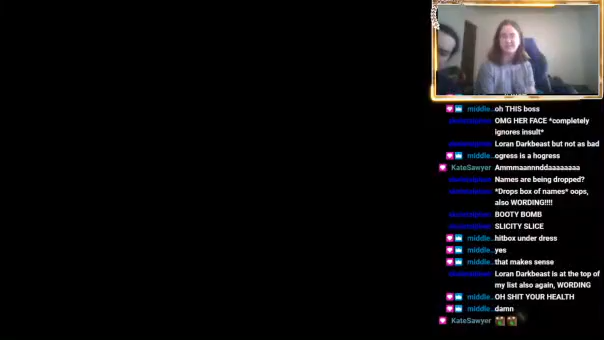 middle.. oh THIS boss
OMG HER FACE *completely
ignores insult*
Loran Darkbeast but not as bad
middle.. ogress is a hogress
KateSawyer Ammmaannnddaaaaaaaa
Names are being dropped?
*Drops box of names* oops,
also WORDING!!!!
BOOTY BOMB
SLICITY SLICE
middle.. hitbox under dress
middle.. yes
middle.. that makes sense
Loran Darkbeast is at the top of
my list also again, WORDING
middle.. OH SHIT YOUR HEALTH
middle.. damn
KateSawyer